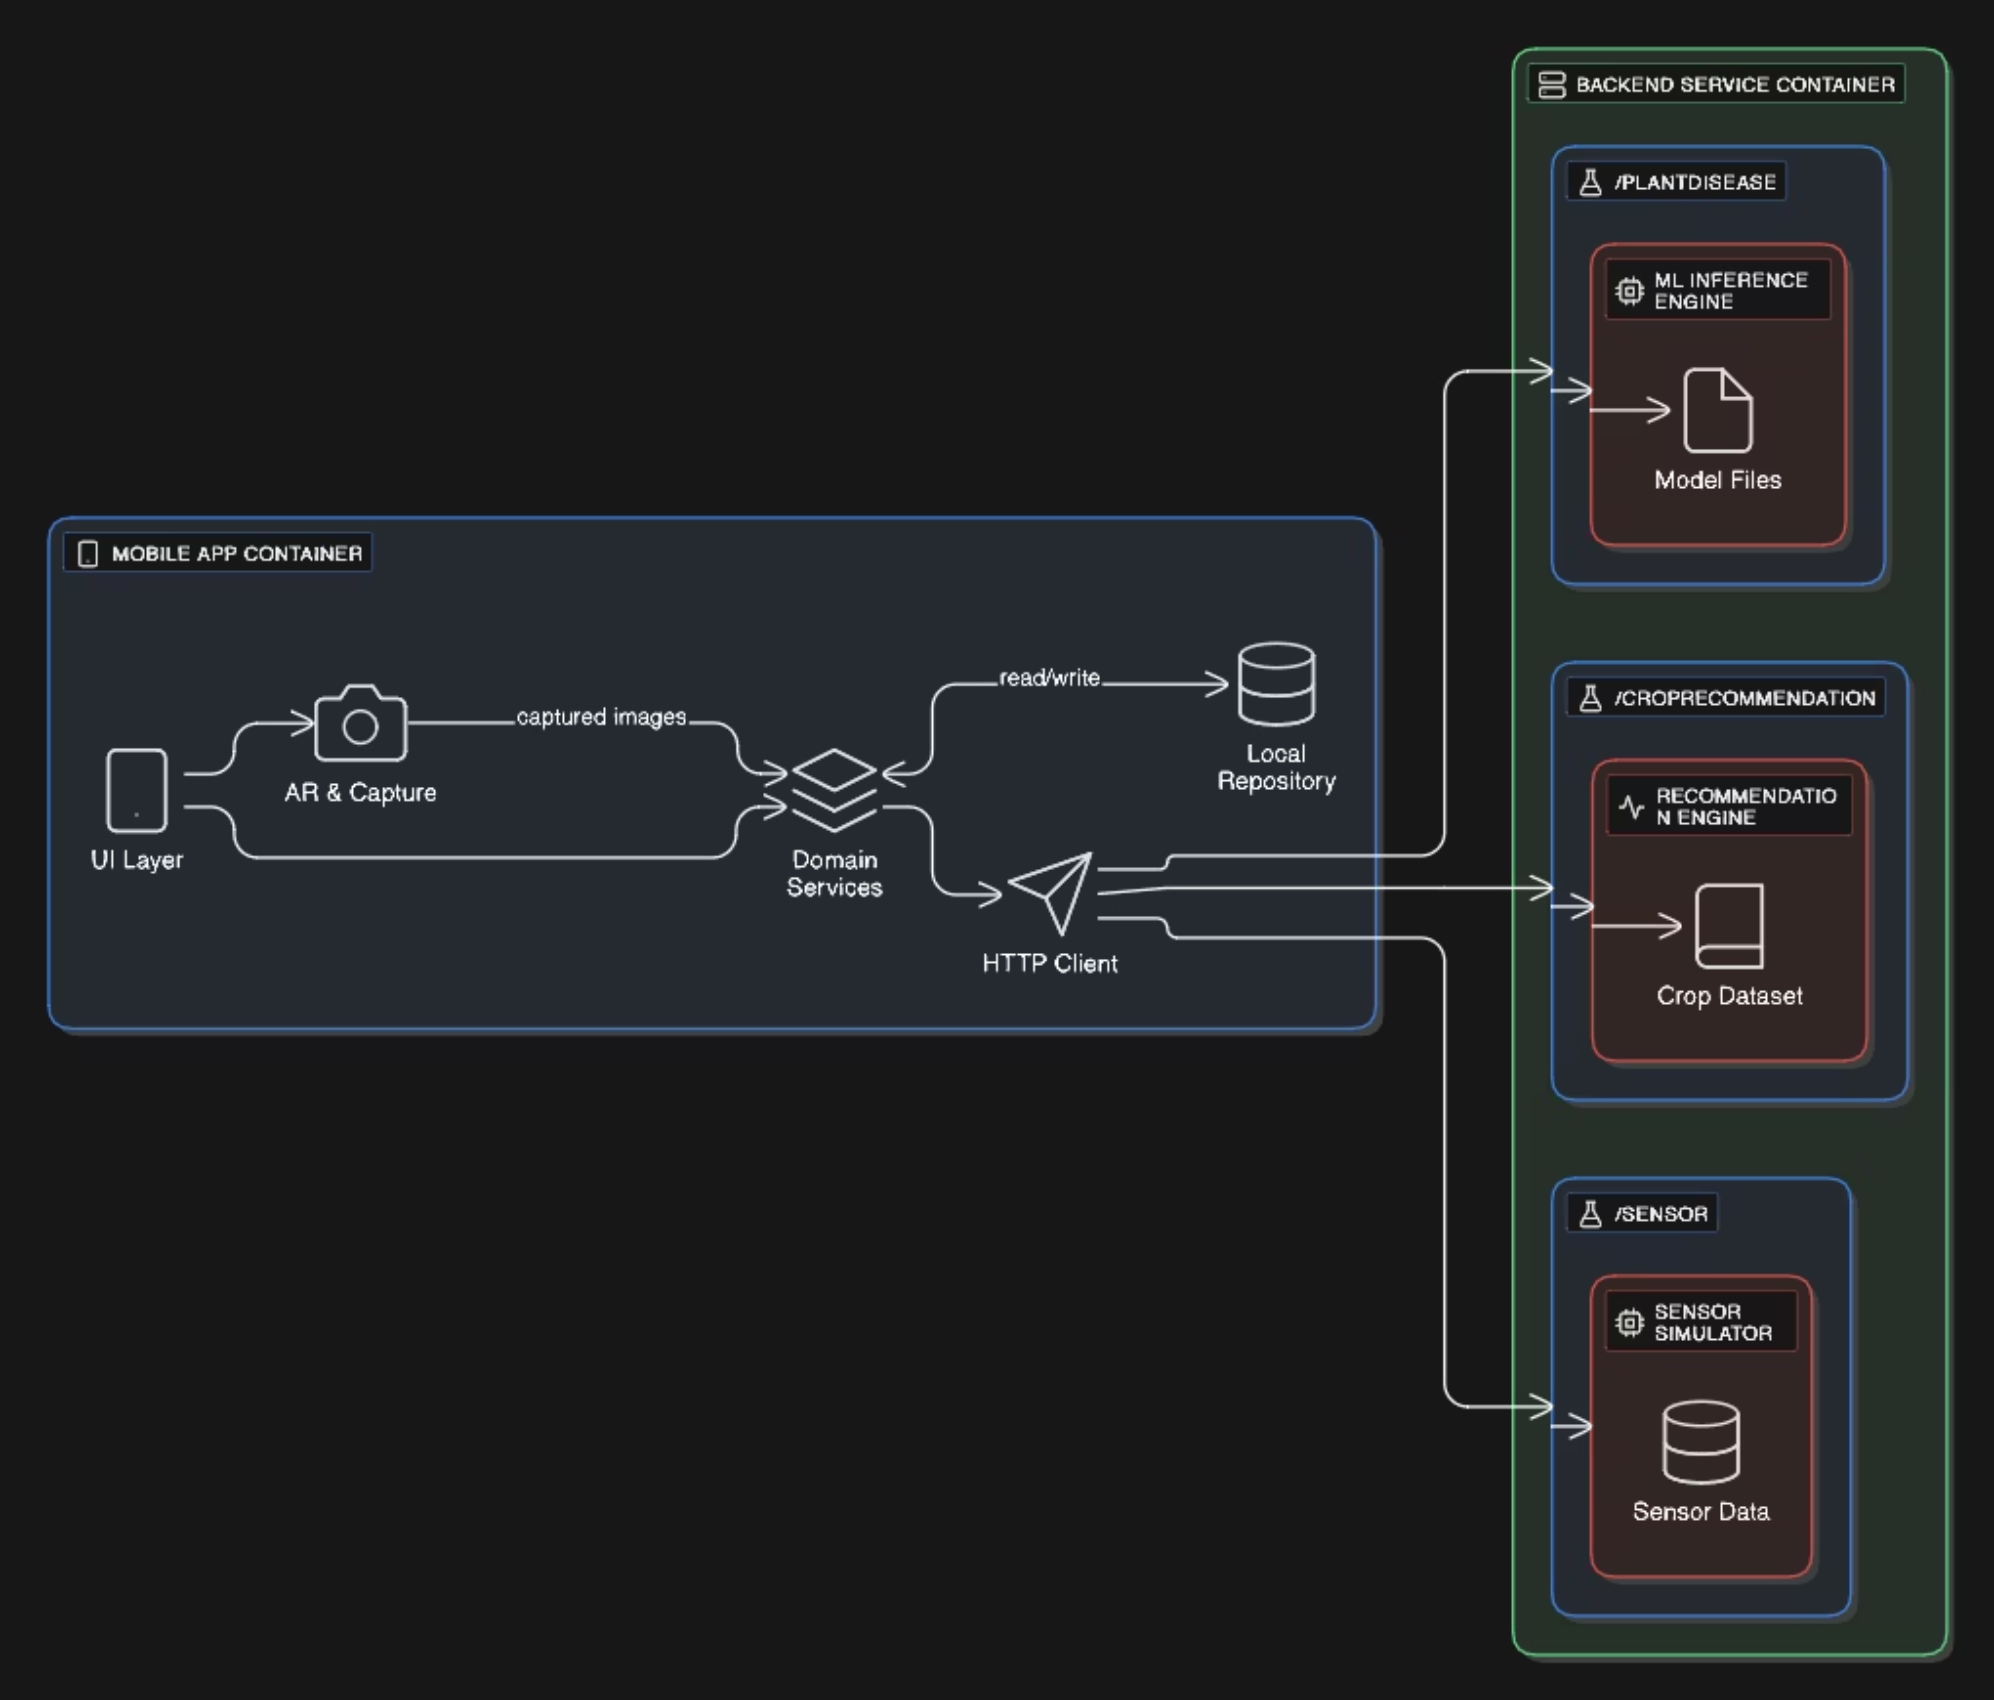 BACKEND SERVICE CONTAINER
/PLANTDISEASE
ML INFERENCE
ENGINE
Model Files
MOBILE APP CONTAINER
read/write
captured images
Local
Repository
AR & Capture
UI Layer
Domain
Services
HTTP Client
/CROPRECOMMENDATION
RECOMMENDATIO
N ENGINE
Crop Dataset
/SENSOR
SENSOR
SIMULATOR
Sensor Data